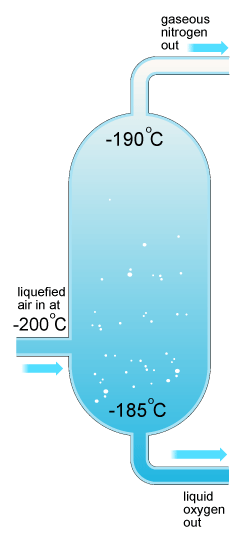 gaseous
nitrogen
out
-190°C
liquefied
air in at
-200°C
-185°C
liquid
oxygen
out